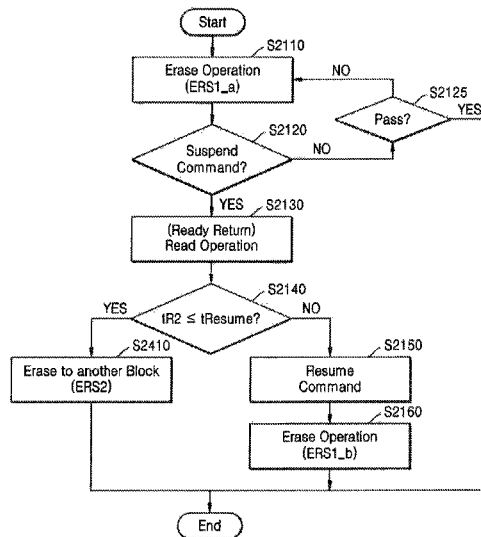 Start
S2110
Erase Operation
(ERS1_a)
NO
S2125
Pass?
YES
S2120
Suspend
Command?
NO
YES
S2130
(Ready Return)
Read Operation
S2140
YES
tR2 ≤ tResume?
NO
S2410
Erase to another Block
(ERS2)
S2150
Resume
Command
S2160
Erase Operation
(ERS1_b)
End